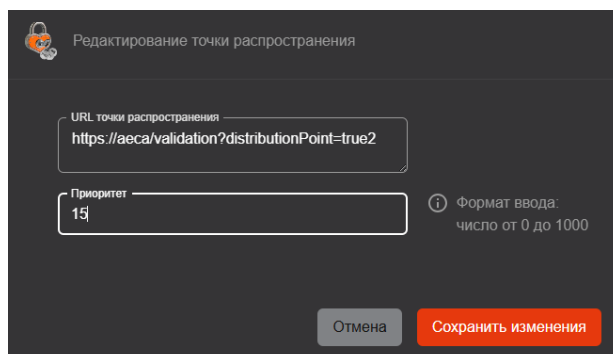 Редактирование точки распространения
URL точки распространения
https://aeca/validation?distributionPoint=true2
Приоритет
15
Формат ввода:
число от 0 до 1000
Отмена
Сохранить изменения